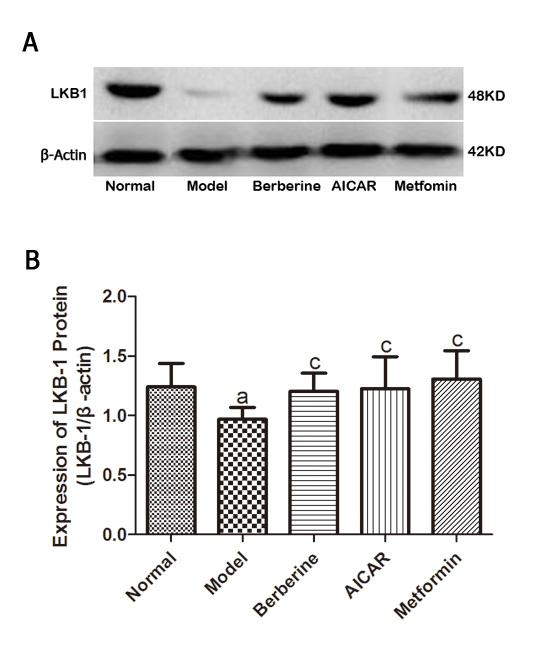 A
LKB1
48KD
β-Actin
42KD
Normal Model Berberine AICAR Metfomin
B
Expression of LKB-1 Protein
(LKB-1/β -actin)
2.0
1.5
1.0
0.5
0.0
a
c
c
c
Normal
Model
Berberine
AICAR
Metformin